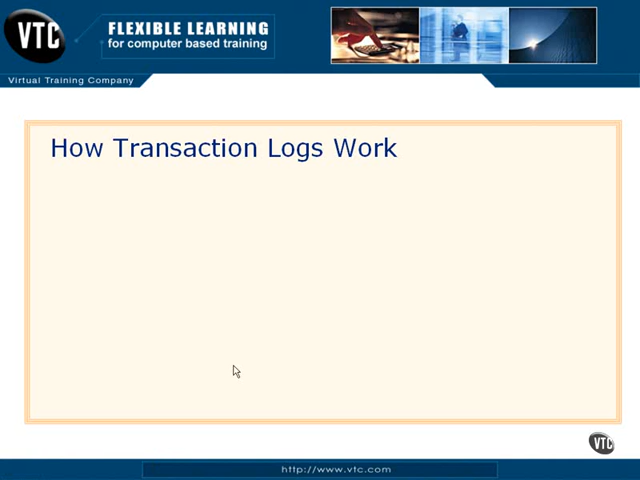 VTC
FLEXIBLE LEARNING
for computer based training
Virtual Training Company
How Transaction Logs Work
VTC
http://www.vtc.com